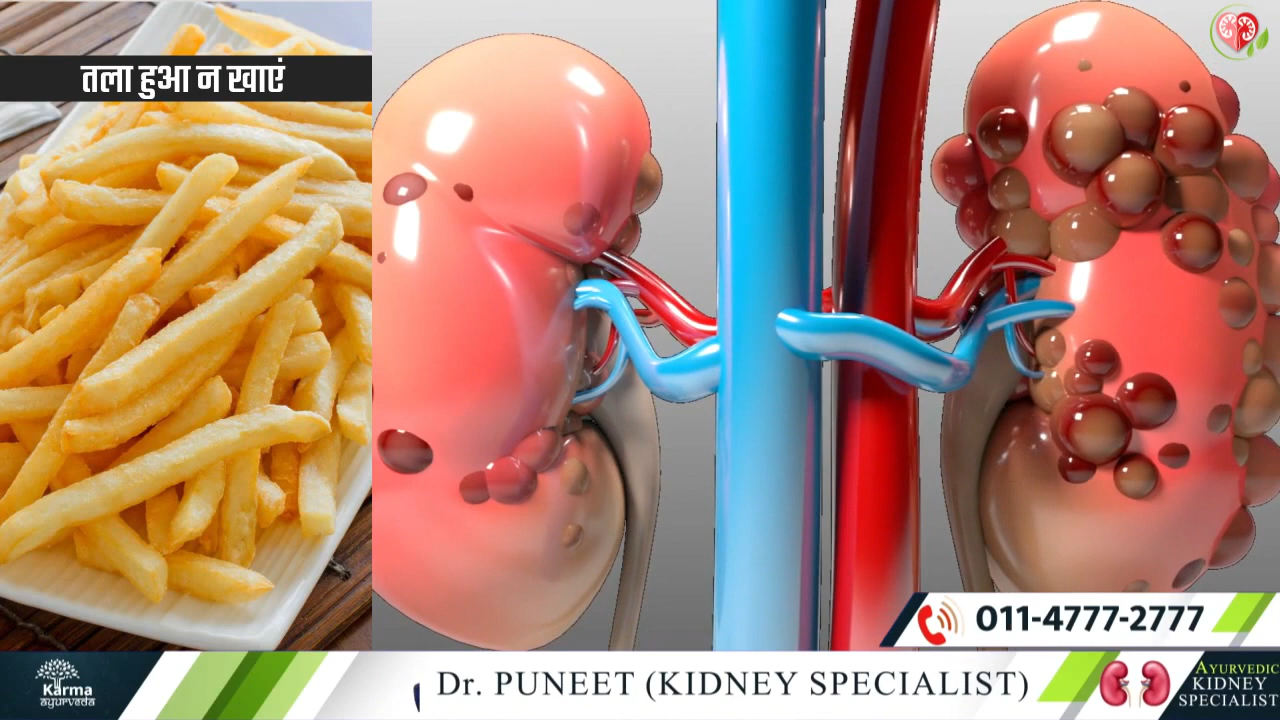 तला हुआ न खाएं
011-4777-2777
Karma
ayurveda
Dr. PUNEET (KIDNEY SPECIALIST)
AYURVEDIC
KIDNEY
SPECIALIST